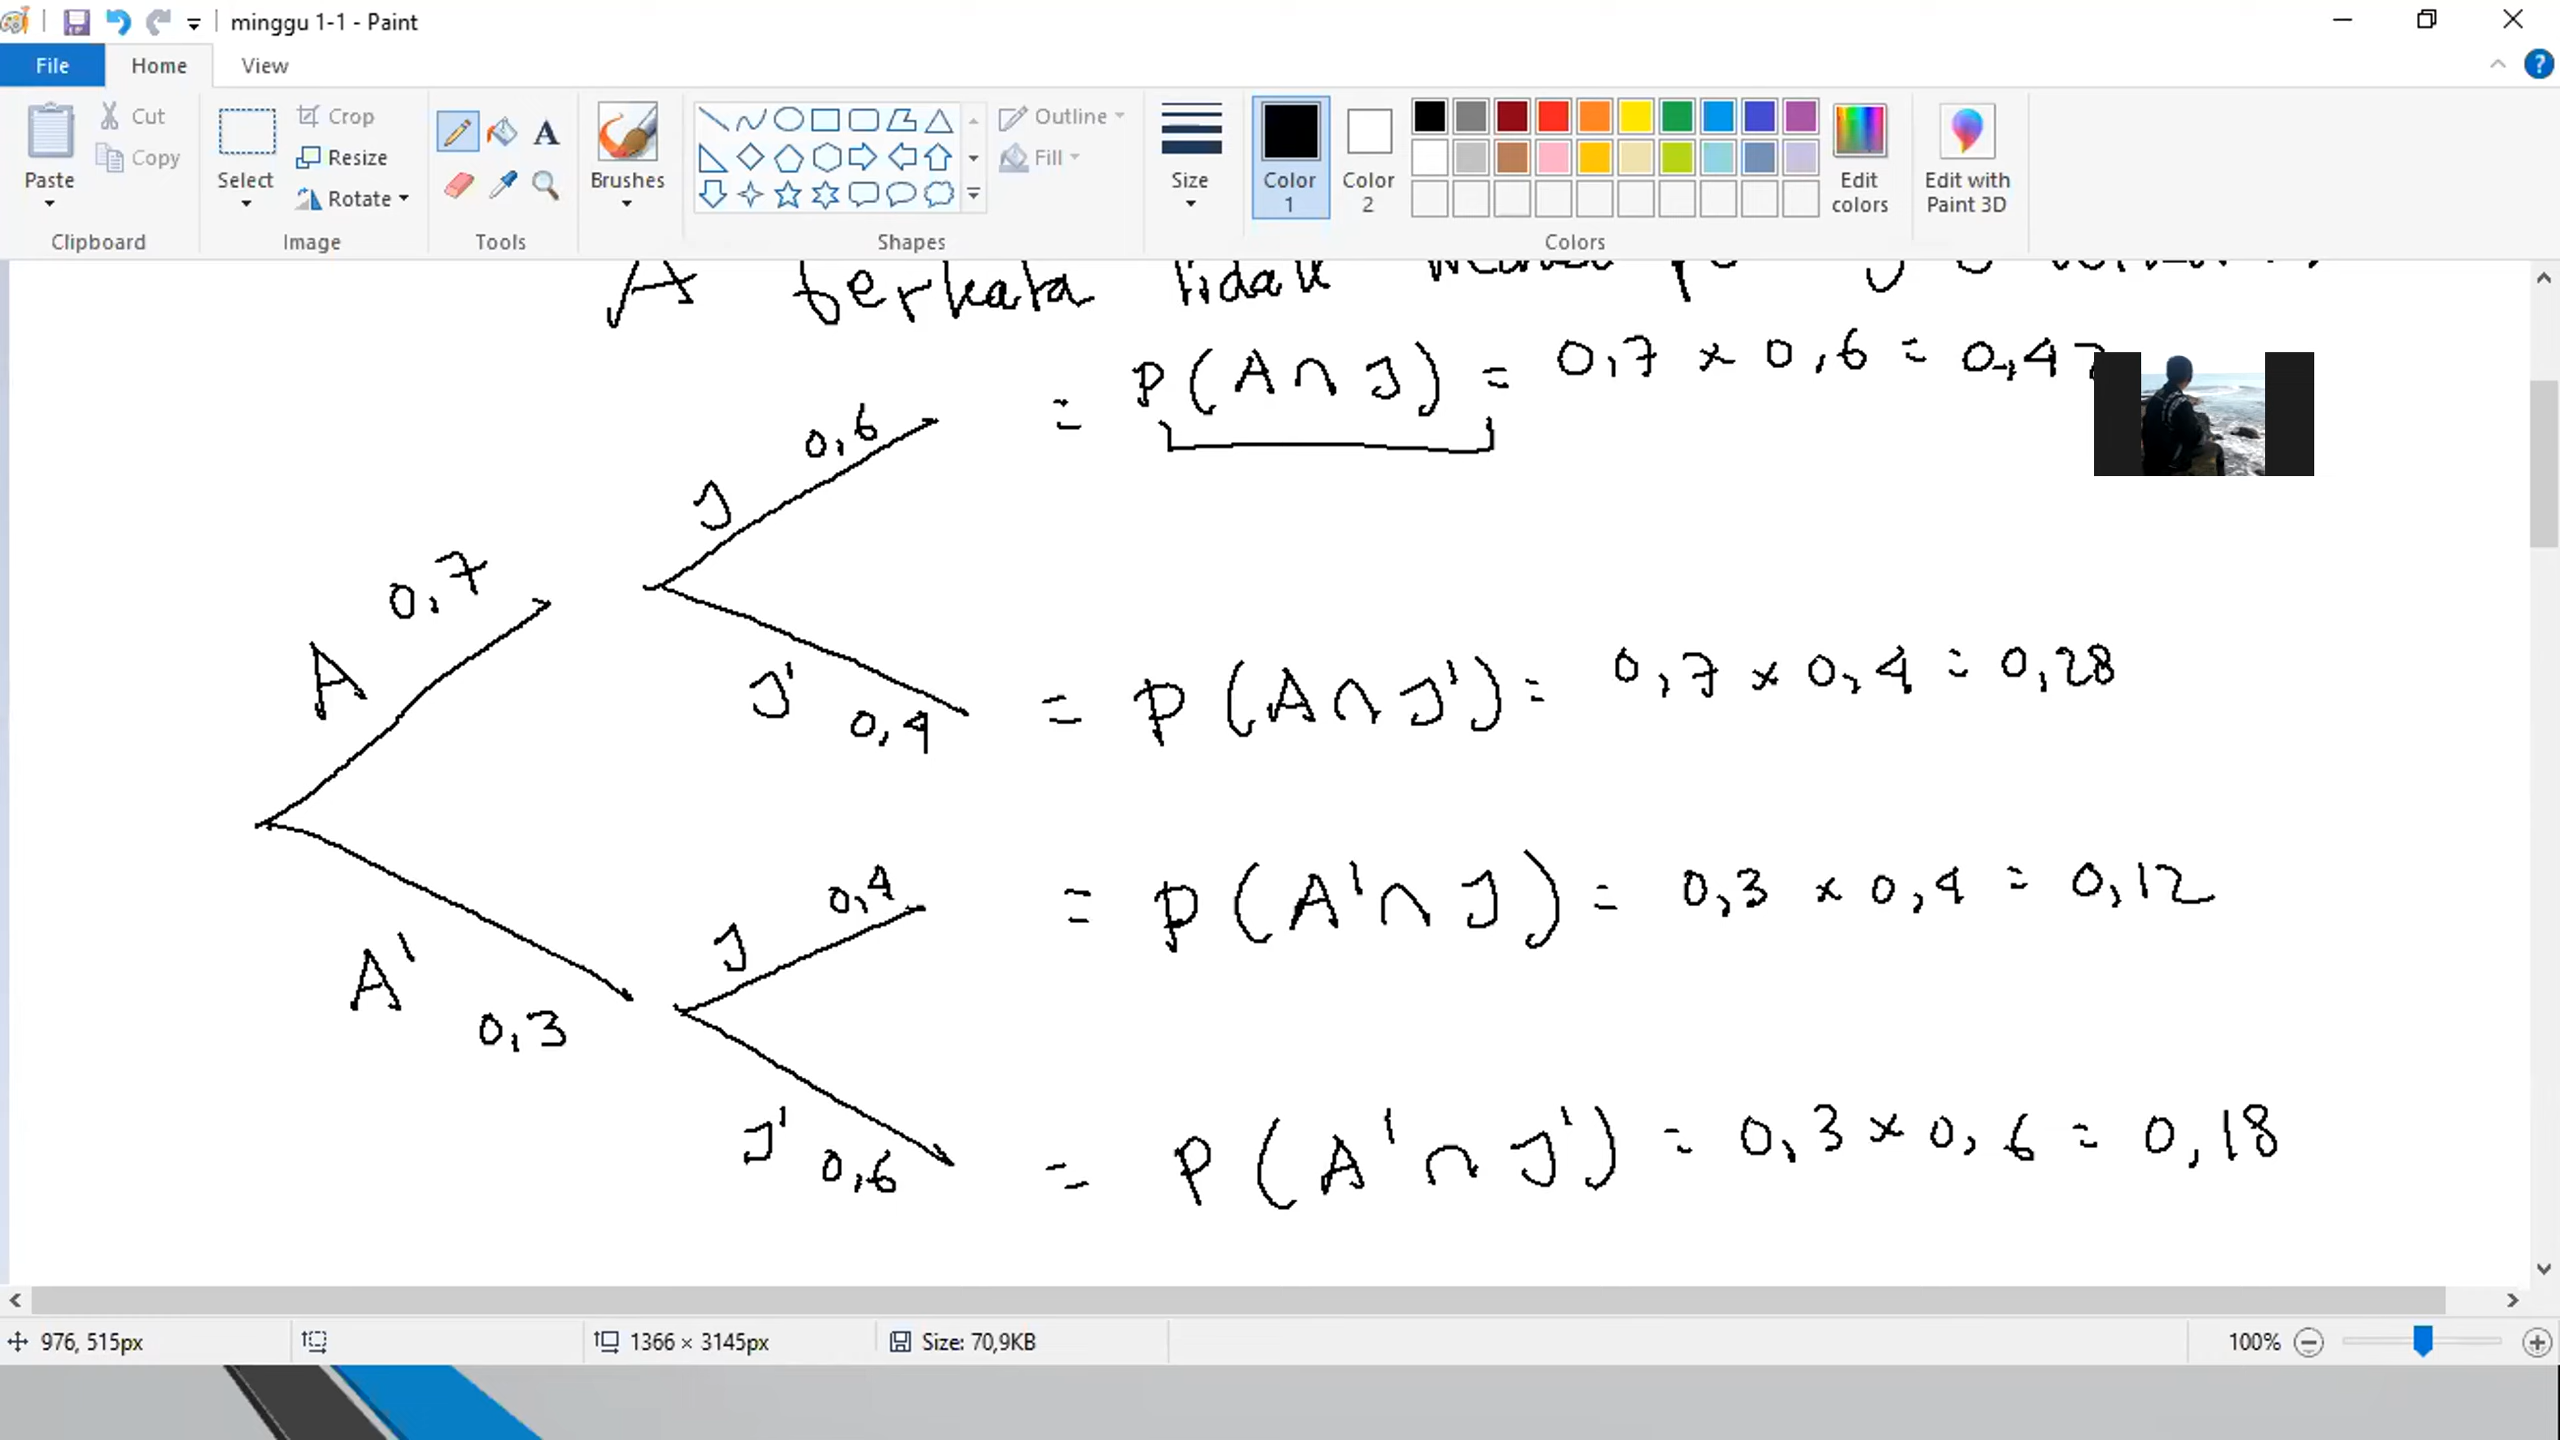 minggu 1-1 - Paint
File Home View
Paste Cut Copy Clipboard
Select Crop Resize Rotate Image
Tools
Brushes
Outline Fill Shapes
Size
Color 1 Color 2 Edit colors Colors
Edit with Paint 3D
A berkata tidak
J 0,6 = P(A∩J) = 0,7 × 0,6 = 0,4
A 0,7
J' 0,4 = P(A∩J') = 0,7 × 0,4 = 0,28
J 0,4 = P(A'∩J) = 0,3 × 0,4 = 0,12
A' 0,3
J' 0,6 = P(A'∩J') = 0,3 × 0,6 = 0,18
976, 515px 1366 × 3145px Size: 70,9KB 100%